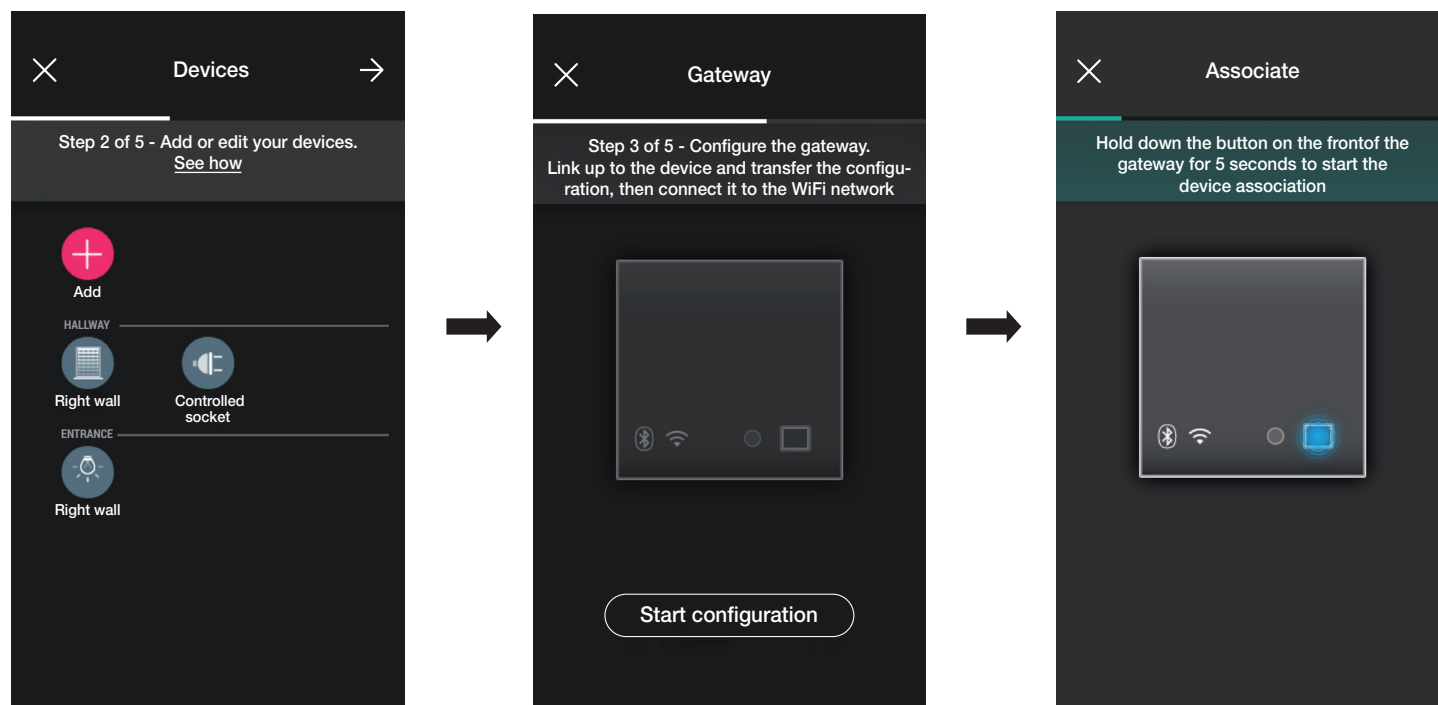 Devices
Step 2 of 5 - Add or edit your devices.
See how
Add
HALLWAY
Right wall
Controlled
socket
ENTRANCE
Right wall
Gateway
Step 3 of 5 - Configure the gateway.
Link up to the device and transfer the configu-
ration, then connect it to the WiFi network
Start configuration
Associate
Hold down the button on the frontof the
gateway for 5 seconds to start the
device association